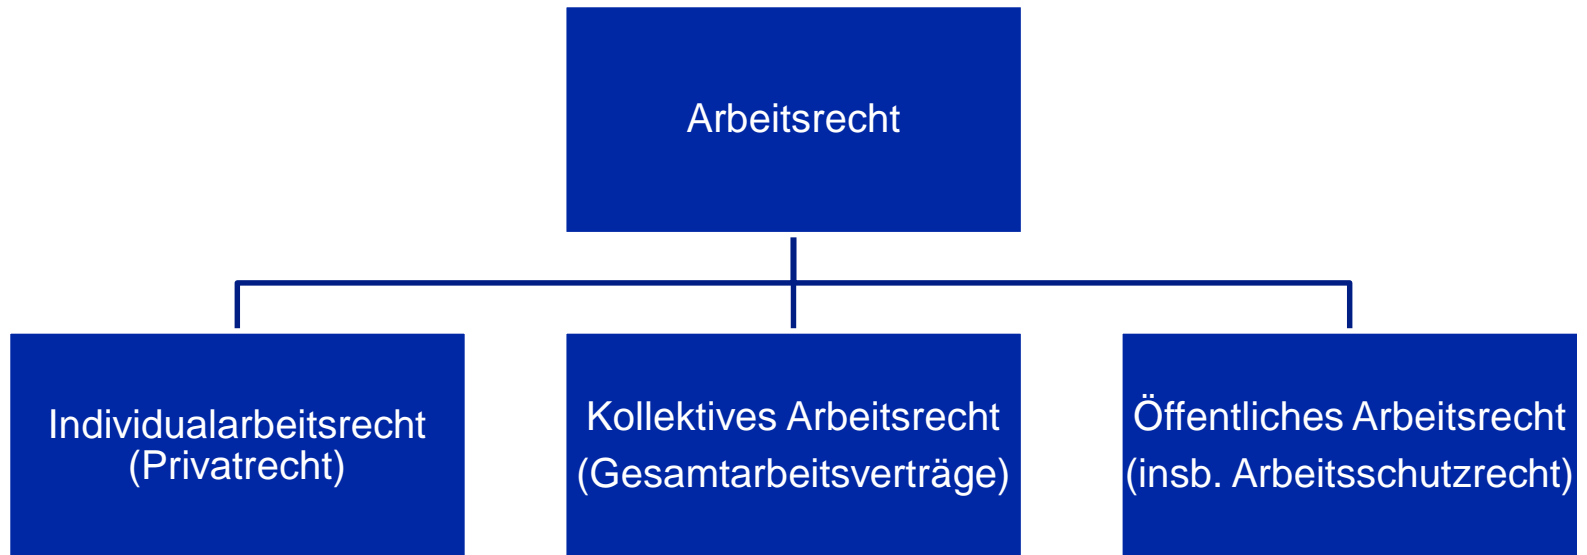 Arbeitsrecht
Individualarbeitsrecht
(Privatrecht)
Kollektives Arbeitsrecht
(Gesamtarbeitsverträge)
Öffentliches Arbeitsrecht
(insb. Arbeitsschutzrecht)